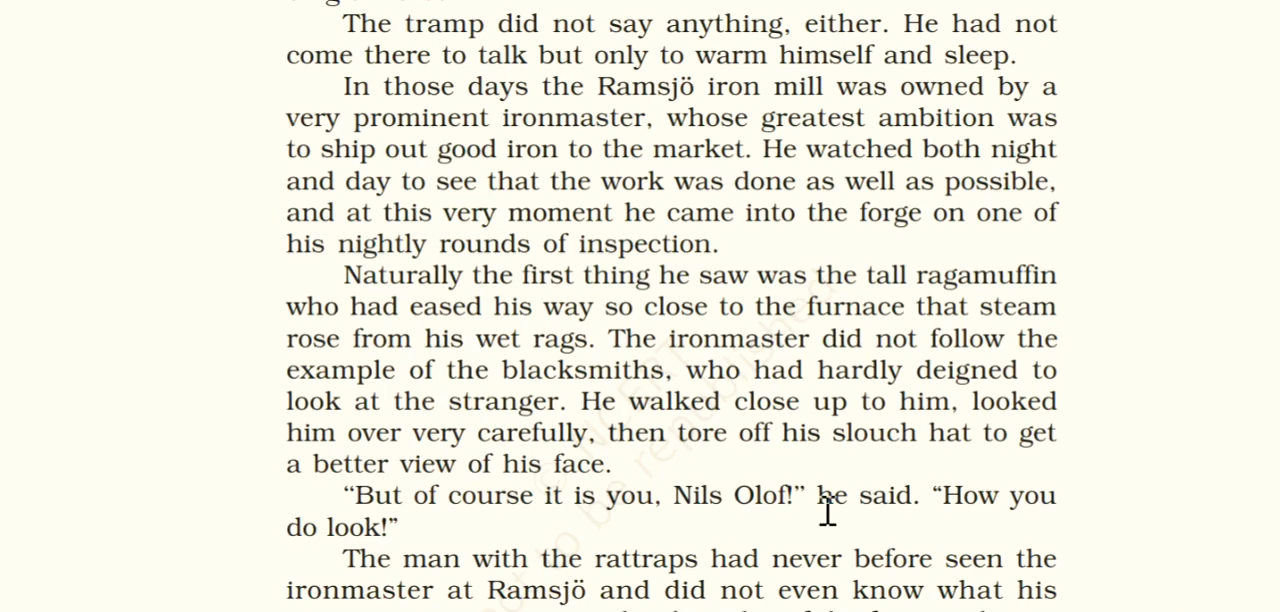 The tramp did not say anything, either. He had not
come there to talk but only to warm himself and sleep.
In those days the Ramsjö iron mill was owned by a
very prominent ironmaster, whose greatest ambition was
to ship out good iron to the market. He watched both night
and day to see that the work was done as well as possible,
and at this very moment he came into the forge on one of
his nightly rounds of inspection.
Naturally the first thing he saw was the tall ragamuffin
who had eased his way so close to the furnace that steam
rose from his wet rags. The ironmaster did not follow the
example of the blacksmiths, who had hardly deigned to
look at the stranger. He walked close up to him, looked
him over very carefully, then tore off his slouch hat to get
a better view of his face.
“But of course it is you, Nils Olof!” he said. “How you
do look!”
The man with the rattraps had never before seen the
ironmaster at Ramsjö and did not even know what his
© NCERT
not to be republished